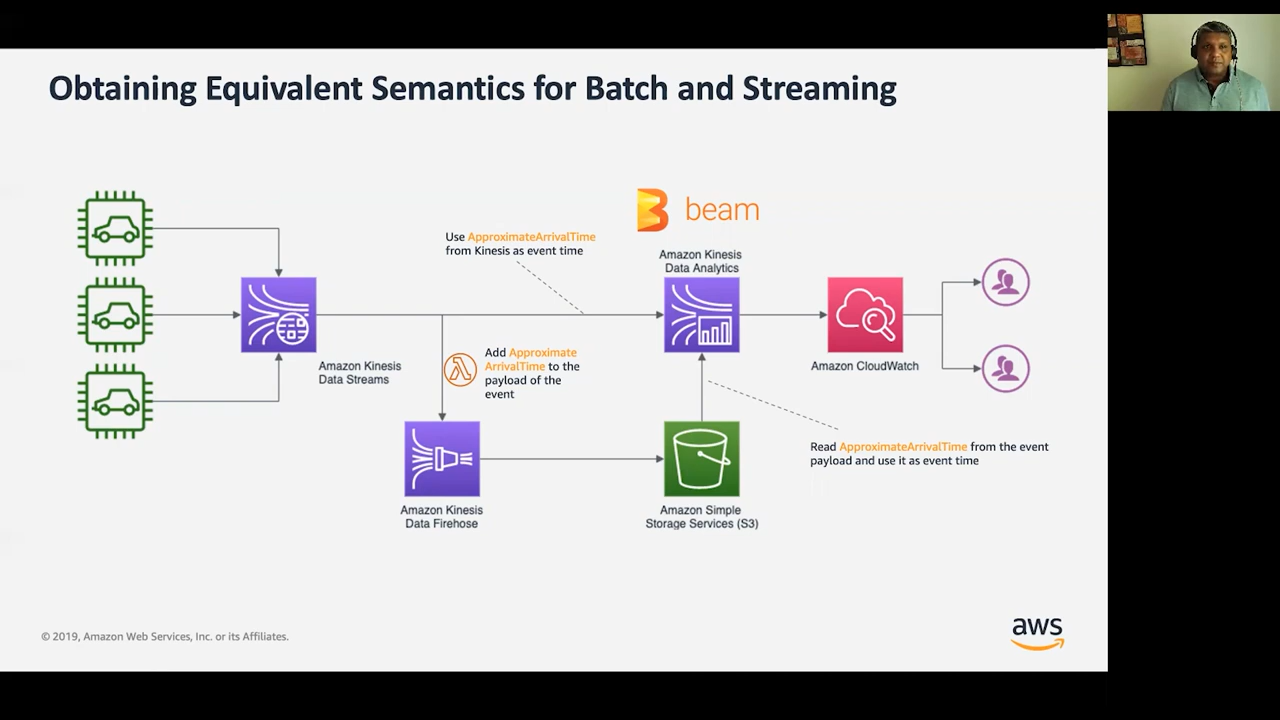 Obtaining Equivalent Semantics for Batch and Streaming
beam
Use ApproximateArrivalTime
from Kinesis as event time
Amazon Kinesis
Data Analytics
Add Approximate
ArrivalTime to the
payload of the
event
Amazon Kinesis
Data Streams
Amazon CloudWatch
Read ApproximateArrivalTime from the event
payload and use it as event time
Amazon Kinesis
Data Firehose
Amazon Simple
Storage Services (S3)
© 2019, Amazon Web Services, Inc. or its Affiliates.
aws